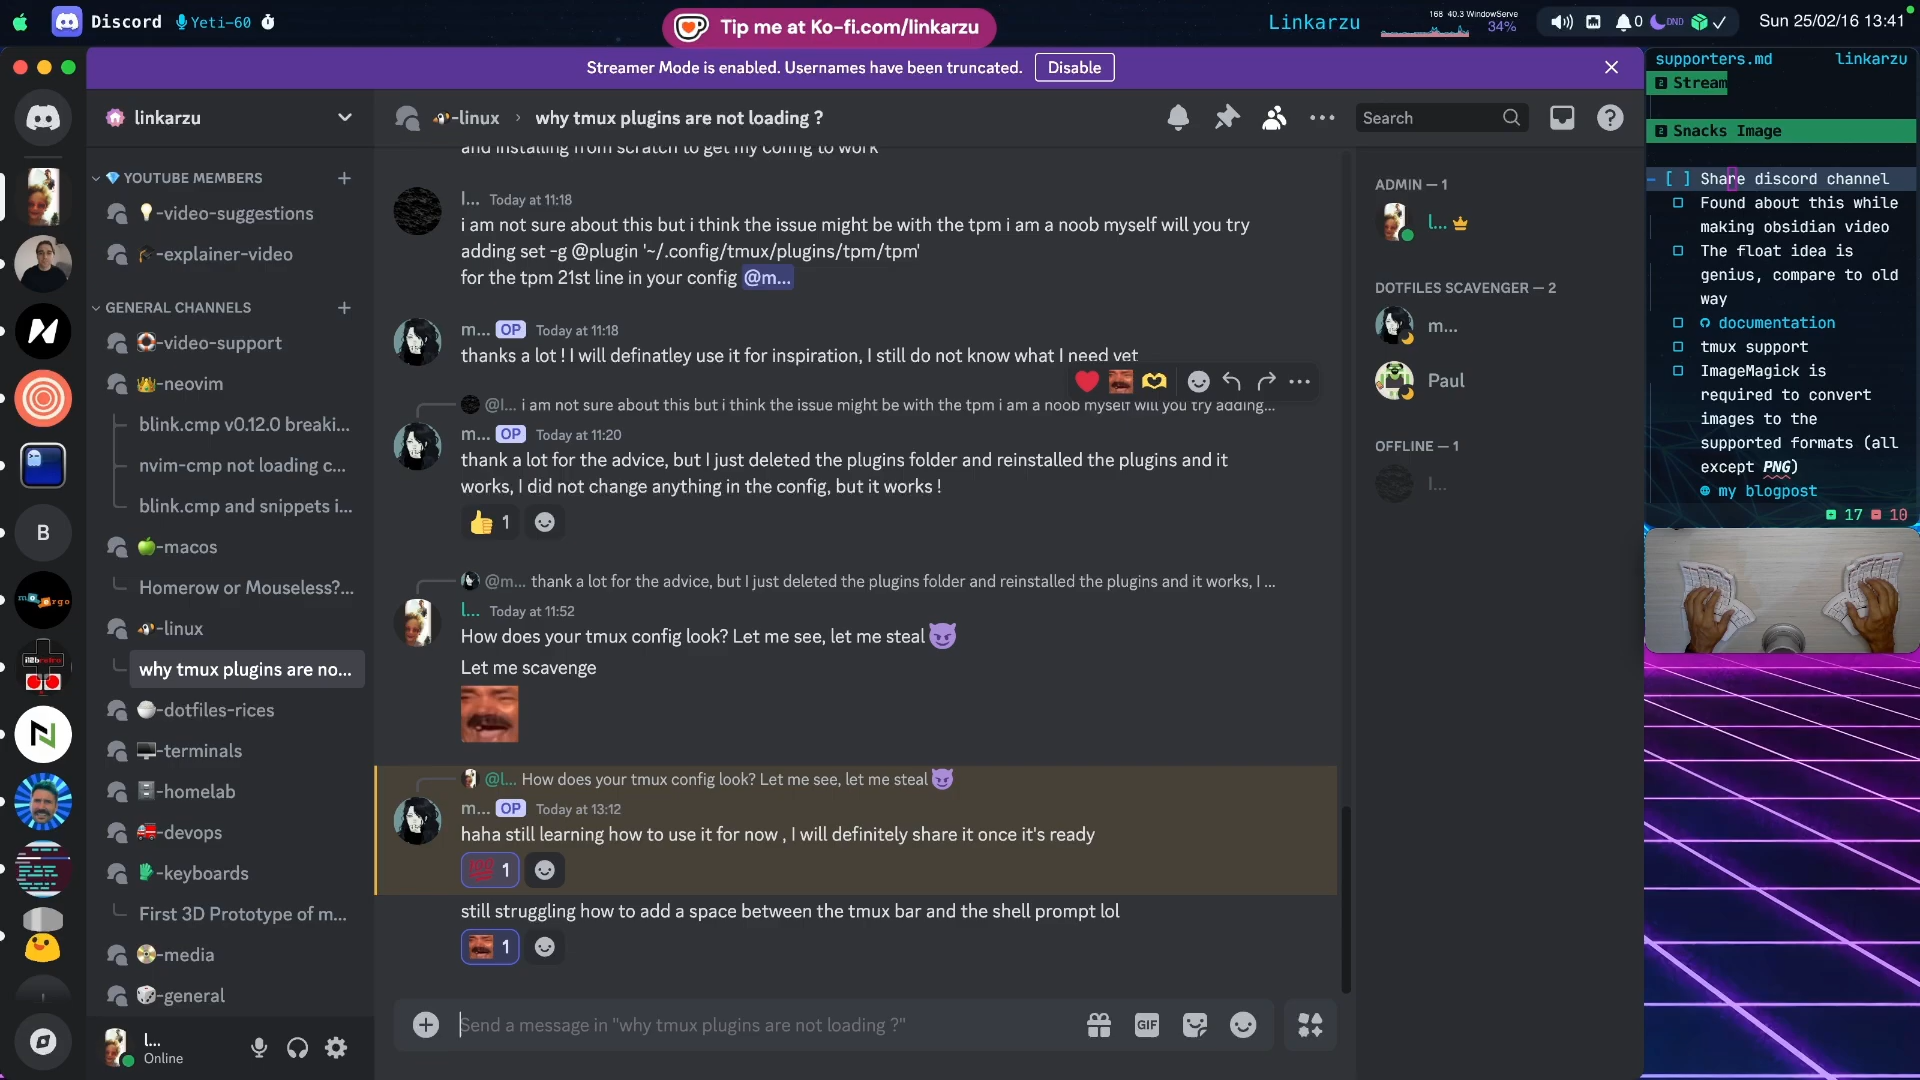 Discord
Yeti-60
Tip me at Ko-fi.com/linkarzu
Linkarzu
168 40.3 WindowServe
34%
0
DND
Sun 25/02/16 13:41
Streamer Mode is enabled. Usernames have been truncated.
Disable
linkarzu
-linux
why tmux plugins are not loading ?
Search
YOUTUBE MEMBERS
-video-suggestions
-explainer-video
GENERAL CHANNELS
-video-support
-neovim
blink.cmp v0.12.0 breaki...
nvim-cmp not loading c...
blink.cmp and snippets i...
-macos
Homerow or Mouseless?...
-linux
why tmux plugins are no...
-dotfiles-rices
-terminals
-homelab
-devops
-keyboards
First 3D Prototype of m...
-media
-general
B
l...
Online
and installing from scratch to get my config to work
l... Today at 11:18
i am not sure about this but i think the issue might be with the tpm i am a noob myself will you try
adding set -g @plugin '~/.config/tmux/plugins/tpm/tpm'
for the tpm 21st line in your config @m...
m... OP Today at 11:18
thanks a lot ! I will definatley use it for inspiration, I still do not know what I need yet
@l... i am not sure about this but i think the issue might be with the tpm i am a noob myself will you try adding...
m... OP Today at 11:20
thank a lot for the advice, but I just deleted the plugins folder and reinstalled the plugins and it
works, I did not change anything in the config, but it works !
1
@m... thank a lot for the advice, but I just deleted the plugins folder and reinstalled the plugins and it works, I ...
l... Today at 11:52
How does your tmux config look? Let me see, let me steal
Let me scavenge
@l... How does your tmux config look? Let me see, let me steal
m... OP Today at 13:12
haha still learning how to use it for now , I will definitely share it once it's ready
1
still struggling how to add a space between the tmux bar and the shell prompt lol
1
Send a message in "why tmux plugins are not loading ?"
GIF
ADMIN — 1
l...
DOTFILES SCAVENGER — 2
m...
Paul
OFFLINE — 1
l...
supporters.md linkarzu
2 Stream
2 Snacks Image
[ ] Share discord channel
Found about this while
making obsidian video
The float idea is
genius, compare to old
way
documentation
tmux support
ImageMagick is
required to convert
images to the
supported formats (all
except PNG)
my blogpost
17 10